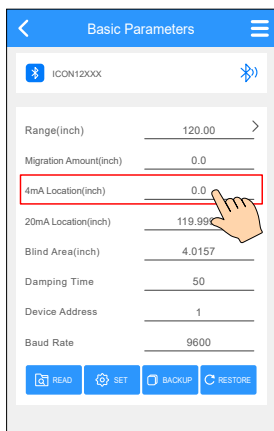 Basic Parameters
ICON12XXX
Range(inch) 120.00
Migration Amount(inch) 0.0
4mA Location(inch) 0.0
20mA Location(inch) 119.999
Blind Area(inch) 4.0157
Damping Time 50
Device Address 1
Baud Rate 9600
READ SET BACKUP RESTORE